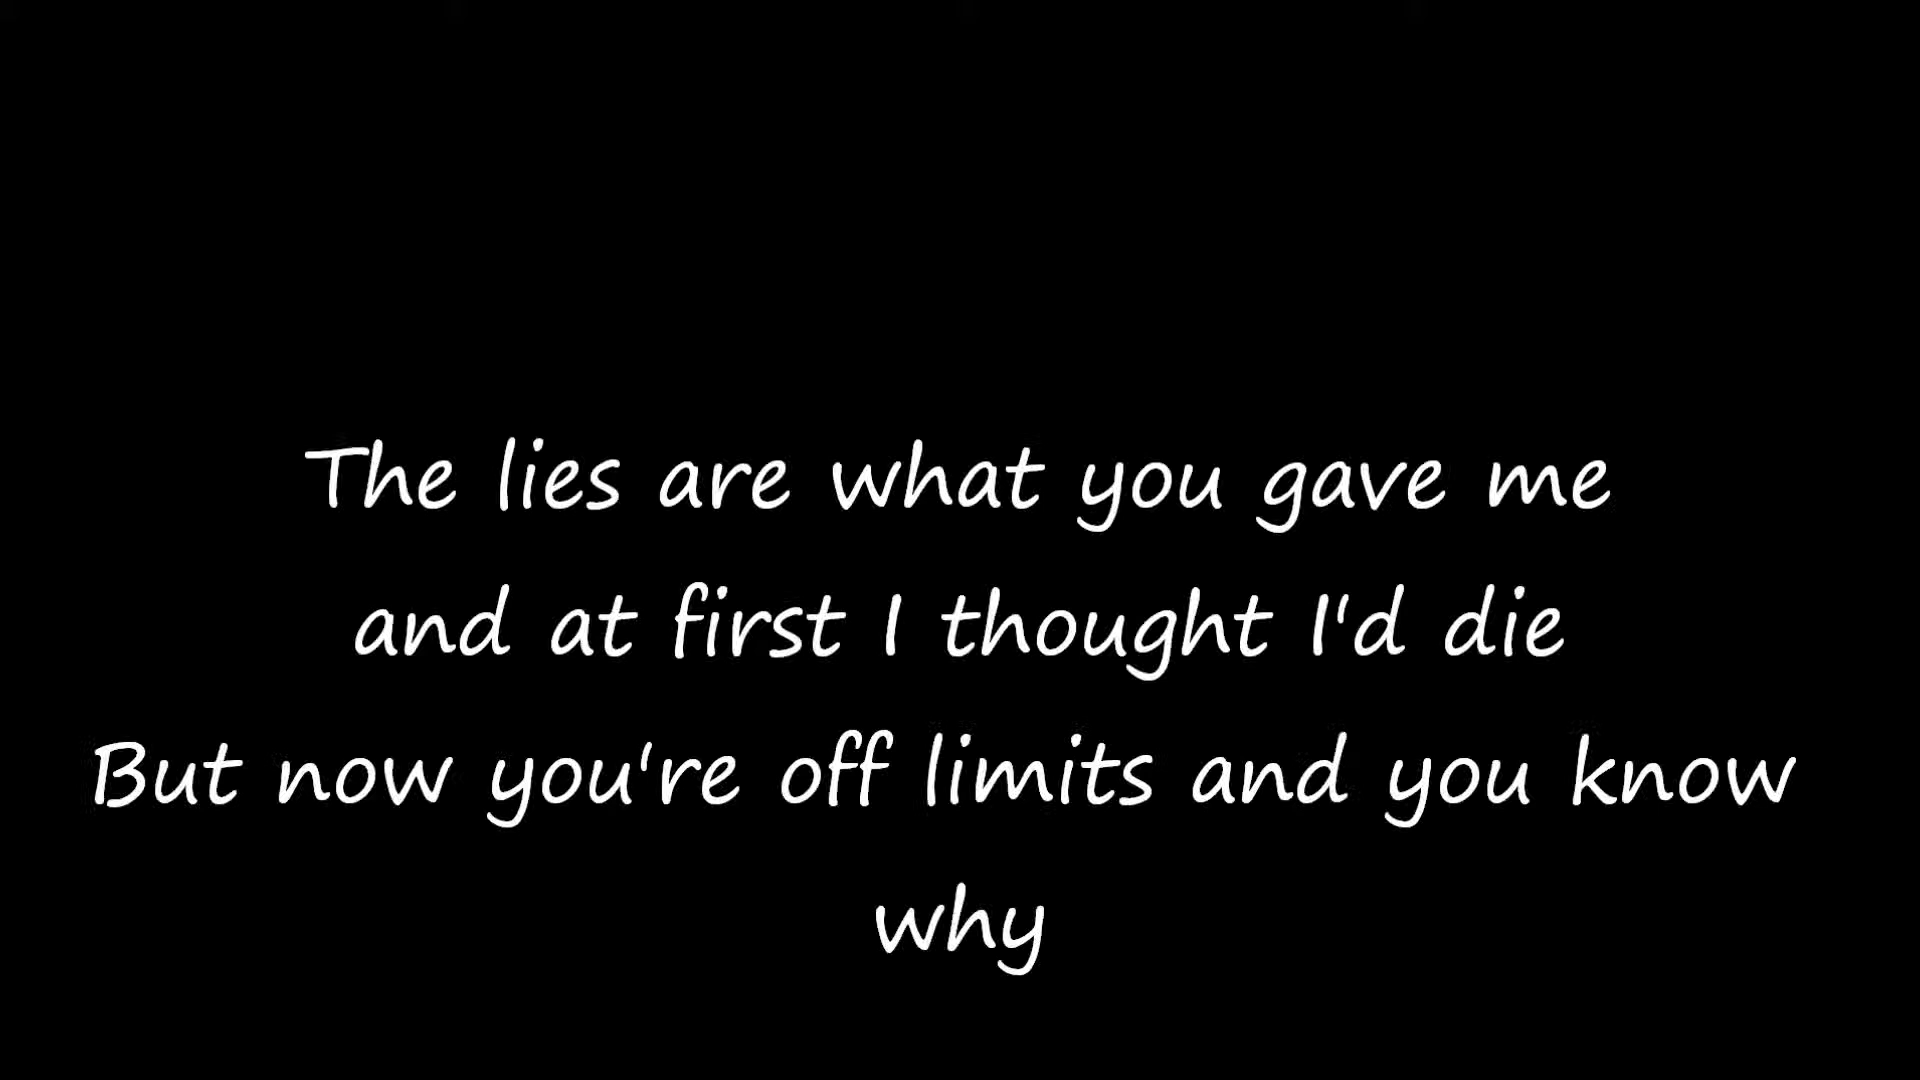 The lies are what you gave me
and at first I thought I'd die
But now you're off limits and you know
why